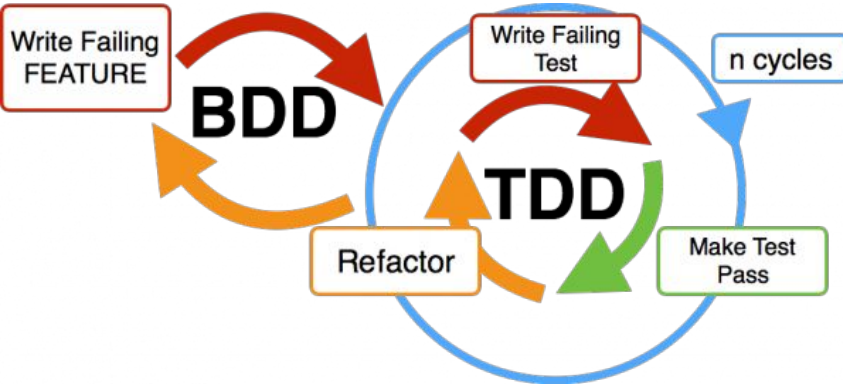 Write Failing
FEATURE
BDD
Write Failing
Test
n cycles
TDD
Refactor
Make Test
Pass